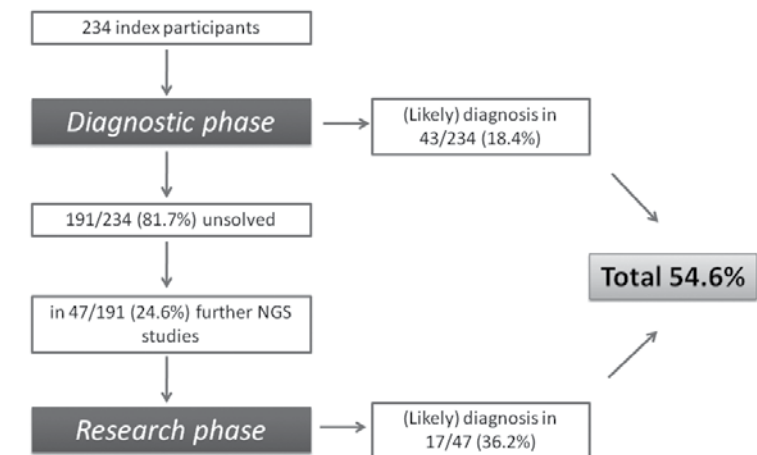 234 index participants
Diagnostic phase
(Likely) diagnosis in
43/234 (18.4%)
191/234 (81.7%) unsolved
Total 54.6%
in 47/191 (24.6%) further NGS
studies
Research phase
(Likely) diagnosis in
17/47 (36.2%)